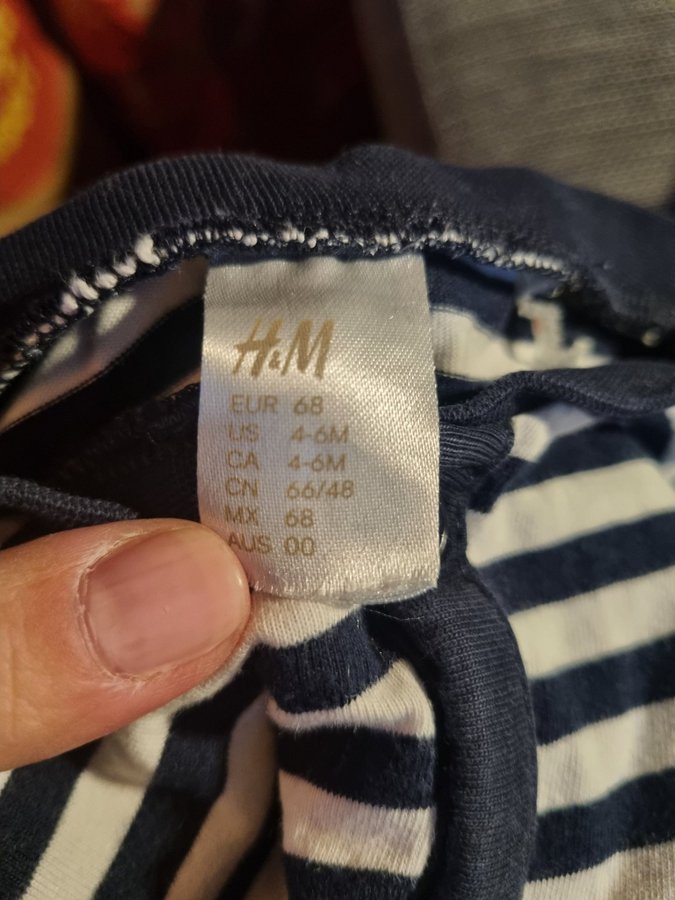 H&M
EUR 68
US 4-6M
CA 4-6M
CN 66/48
MX 68
AUS 00